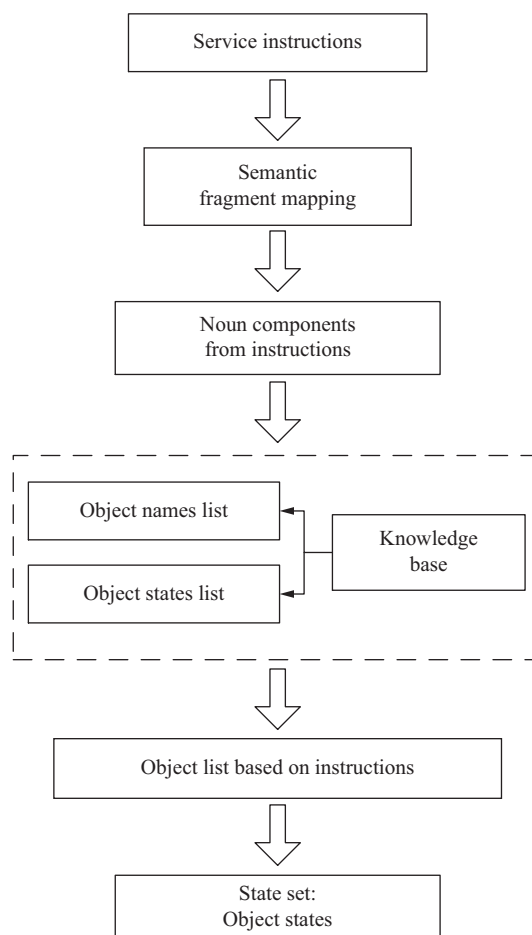 Service instructions
Semantic
fragment mapping
Noun components
from instructions
Object names list
Object states list
Knowledge
base
Object list based on instructions
State set:
Object states